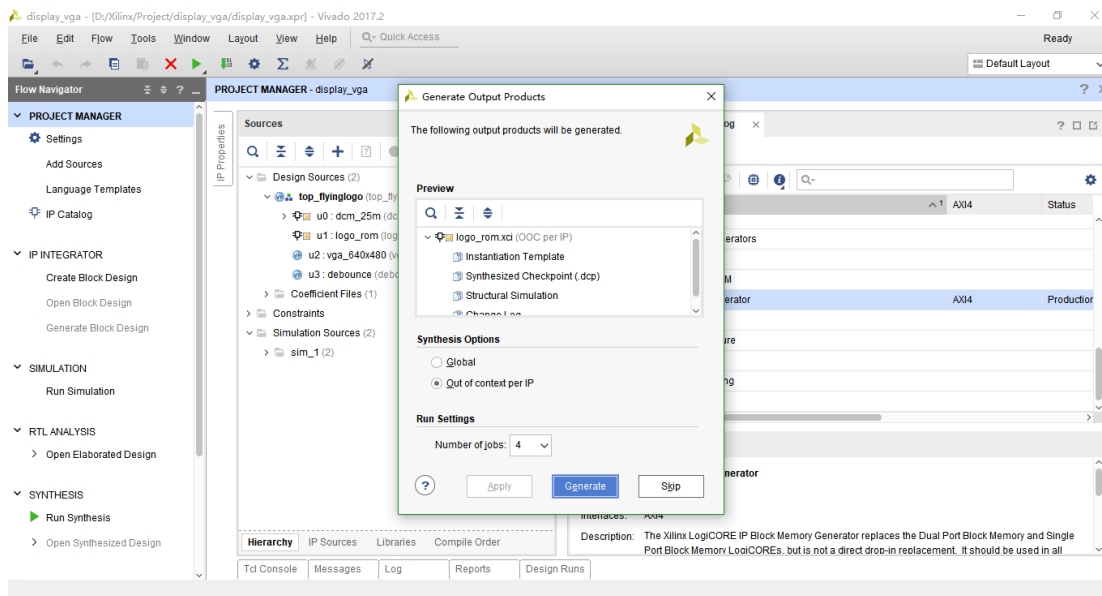 display_vga - [D:/Xilinx/Project/display_vga/display_vga.xpr] - Vivado 2017.2
File Edit Flow Tools Window Layout View Help Quick Access
Ready
Default Layout
Flow Navigator
PROJECT MANAGER
Settings
Add Sources
Language Templates
IP Catalog
IP INTEGRATOR
Create Block Design
Open Block Design
Generate Block Design
SIMULATION
Run Simulation
RTL ANALYSIS
Open Elaborated Design
SYNTHESIS
Run Synthesis
Open Synthesized Design
PROJECT MANAGER - display_vga
IP Properties
Sources
Design Sources (2)
top_flyinglogo (top_fly
u0 : dcm_25m (dc
u1 : logo_rom (log
u2 : vga_640x480 (v
u3 : debounce (debo
Coefficient Files (1)
Constraints
Simulation Sources (2)
sim_1 (2)
Hierarchy IP Sources Libraries Compile Order
Generate Output Products
The following output products will be generated.
Preview
logo_rom.xci (OOC per IP)
Instantiation Template
Synthesized Checkpoint (.dcp)
Structural Simulation
Change Log
Synthesis Options
Global
Out of context per IP
Run Settings
Number of jobs: 4
Apply Generate Skip
og
1 AXI4 Status
erators
M
erator AXI4 Production
ure
ng
nerator
Interfaces: AXI4
Description: The Xilinx LogiCORE IP Block Memory Generator replaces the Dual Port Block Memory and Single
Port Block Memory LogiCOREs, but is not a direct drop-in replacement. It should be used in all
Tcl Console Messages Log Reports Design Runs